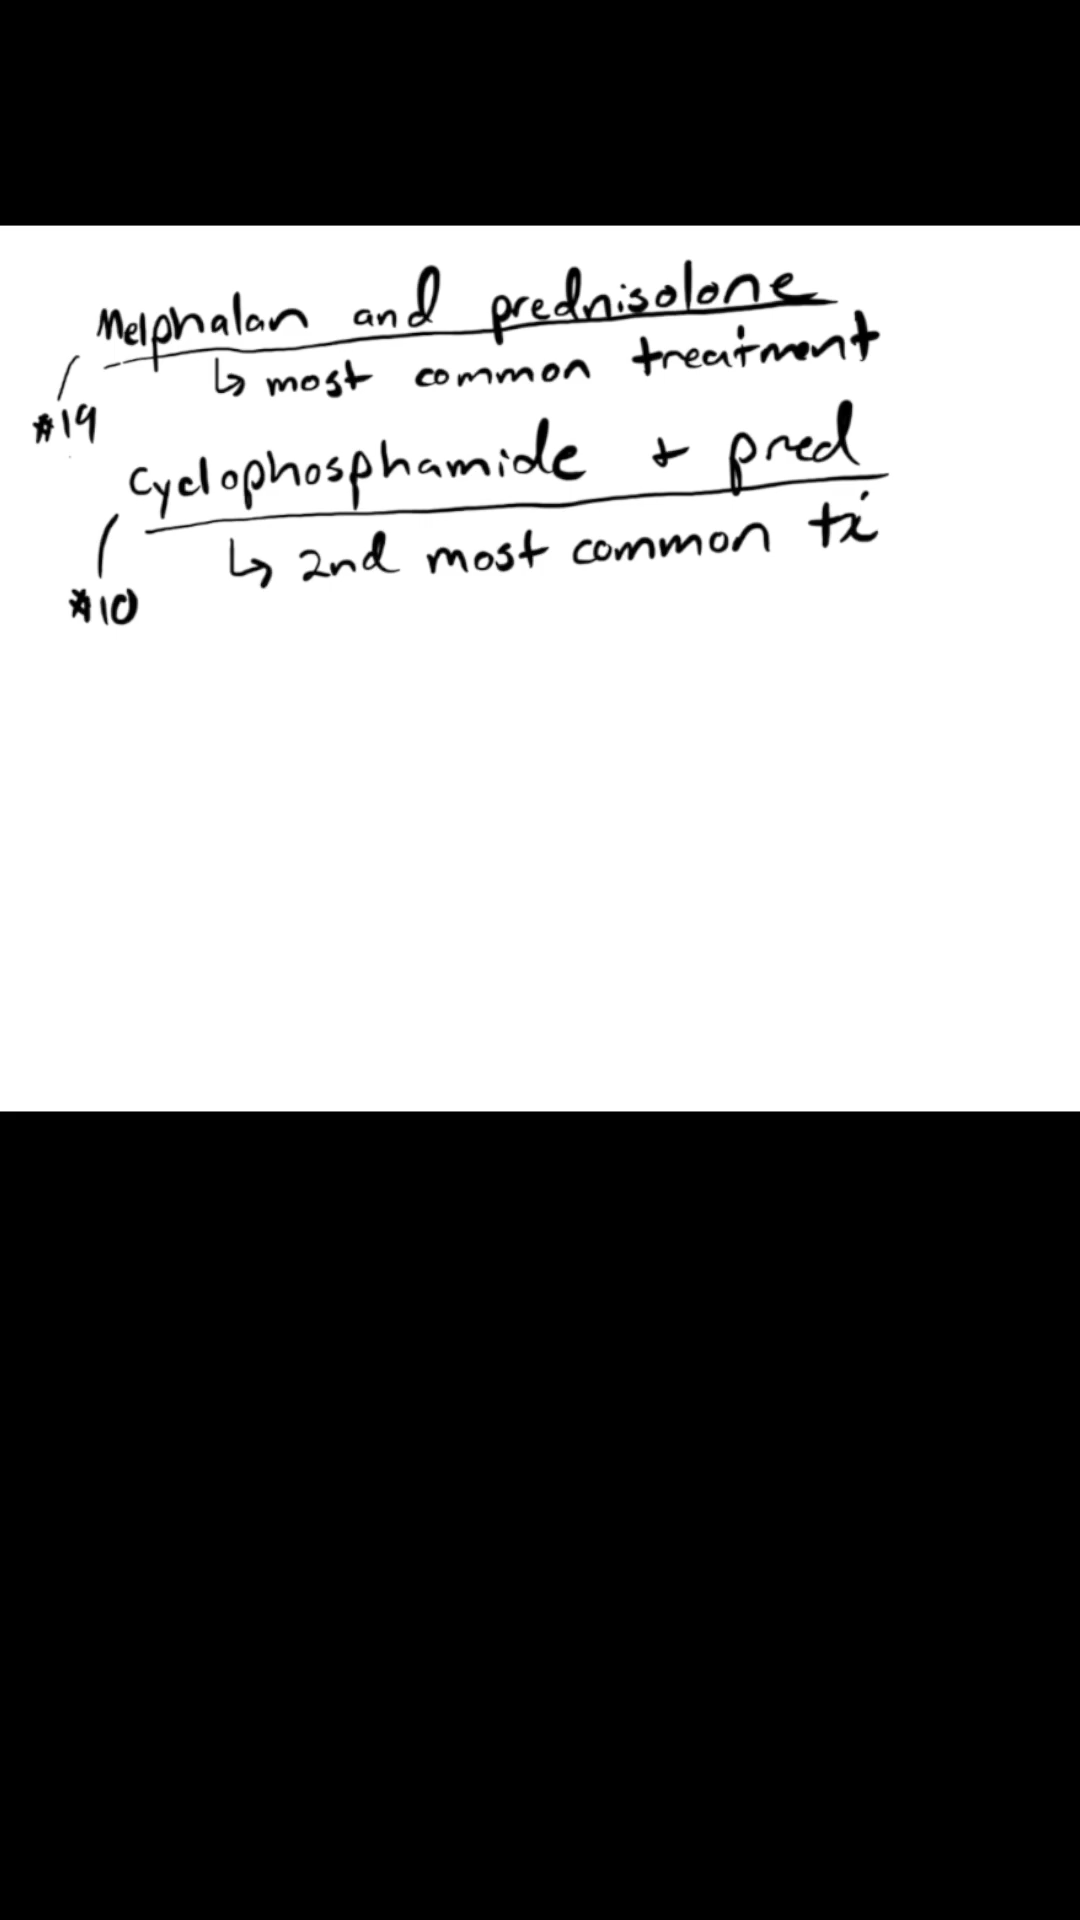 Melphalan and prednisolone
↳ most common treatment
#19
cyclophosphamide + pred
↳ 2nd most common tx
#10